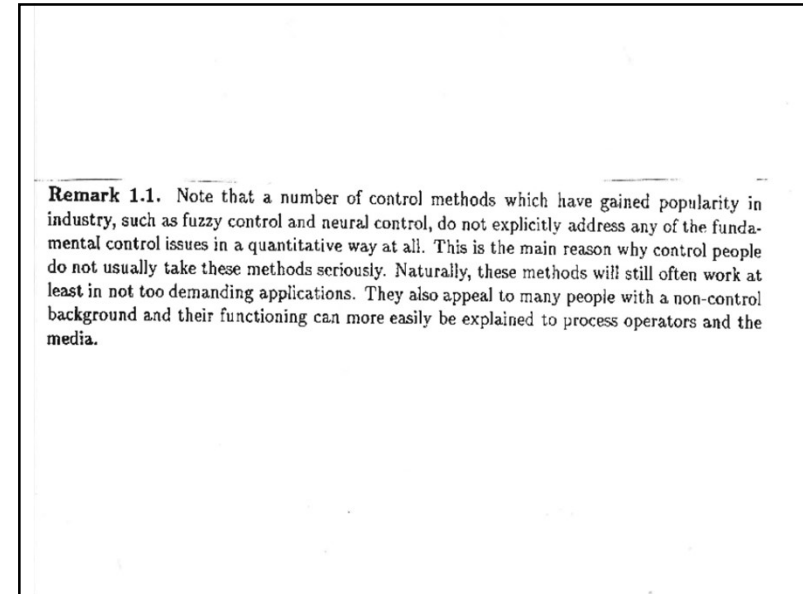 Remark 1.1. Note that a number of control methods which have gained popularity in
industry, such as fuzzy control and neural control, do not explicitly address any of the funda-
mental control issues in a quantitative way at all. This is the main reason why control people
do not usually take these methods seriously. Naturally, these methods will still often work at
least in not too demanding applications. They also appeal to many people with a non-control
background and their functioning can more easily be explained to process operators and the
media.